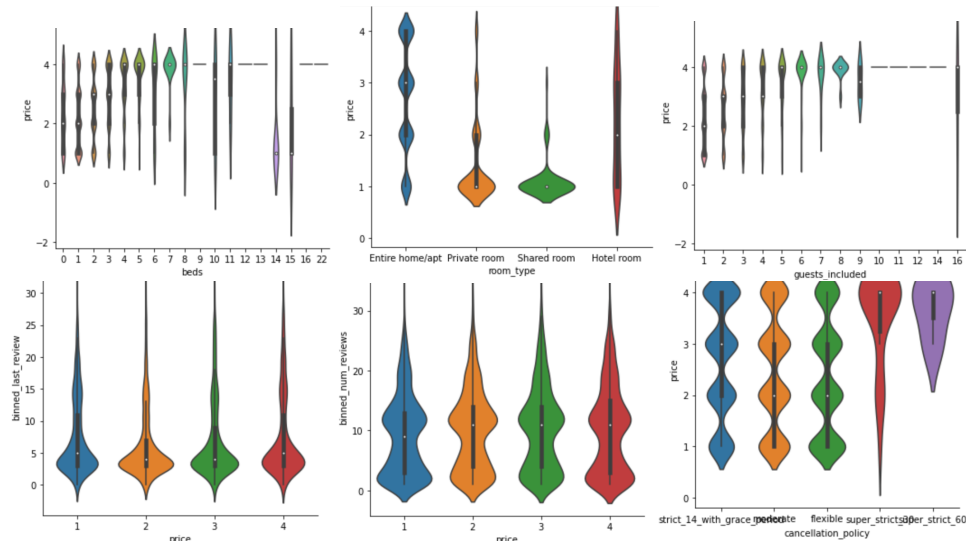 price
4
2
0
−2
0 1 2 3 4 5 6 7 8 9 10 11 12 13 14 15 16 22
beds
price
4
3
2
1
0
Entire home/apt Private room Shared room Hotel room
room_type
price
4
2
0
−2
1 2 3 4 5 6 7 8 9 10 11 12 13 14 16
guests_included
binned_last_review
30
25
20
15
10
5
0
1 2 3 4
price
binned_num_reviews
30
20
10
0
1 2 3 4
price
price
4
3
2
1
0
strict_14_with_grace_period moderate flexible super_strict_30 super_strict_60
cancellation_policy